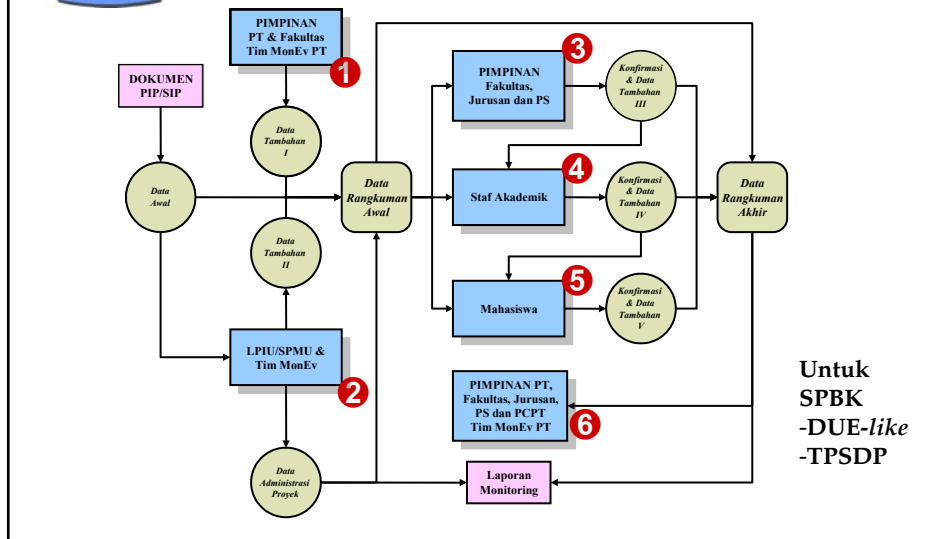 PIMPINAN
PT & Fakultas
Tim MonEv PT
1
DOKUMEN
PIP/SIP
Data
Tambahan
I
Data
Awal
Data
Tambahan
II
LPIU/SPMU &
Tim MonEv
2
Data
Administrasi
Proyek
Data
Rangkuman
Awal
3
PIMPINAN
Fakultas,
Jurusan dan PS
Konfirmasi
& Data
Tambahan
III
4
Staf Akademik
Konfirmasi
& Data
Tambahan
IV
5
Mahasiswa
Konfirmasi
& Data
Tambahan
V
PIMPINAN PT,
Fakultas, Jurusan,
PS dan PCPT
Tim MonEv PT
6
Laporan
Monitoring
Data
Rangkuman
Akhir
Untuk
SPBK
-DUE-like
-TPSDP